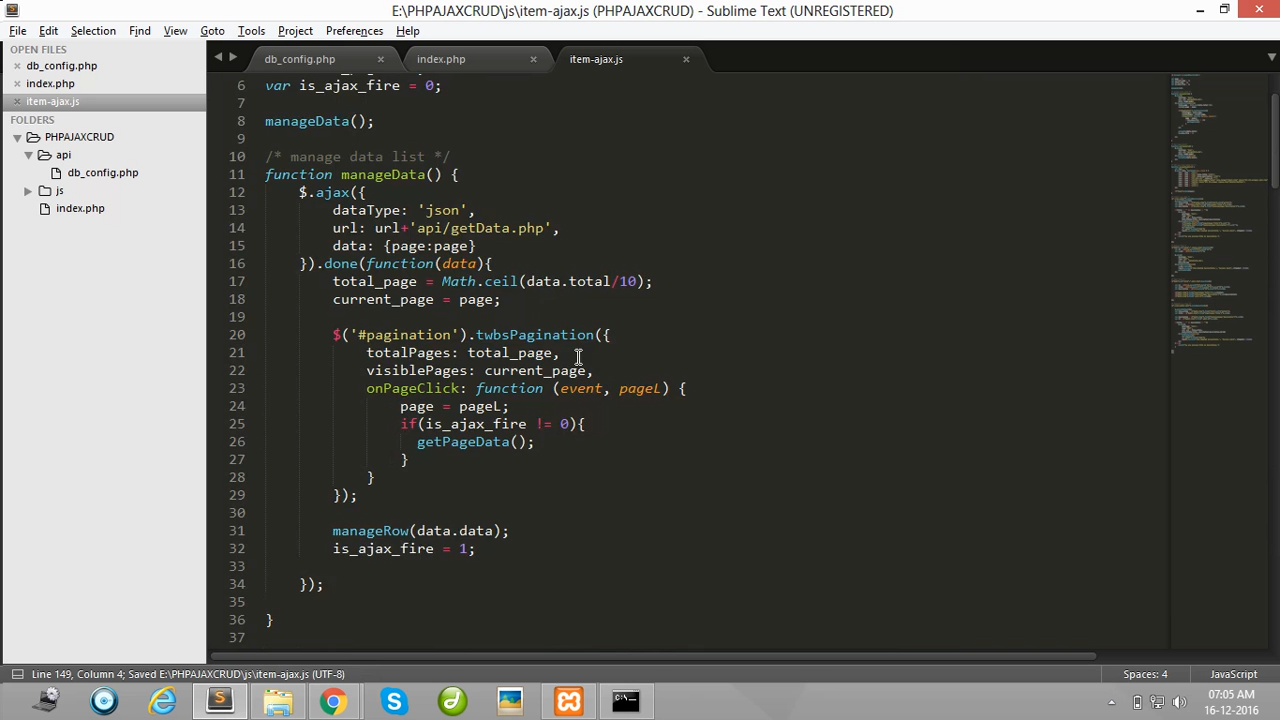 E:\PHPAJAXCRUD\js\item-ajax.js (PHPAJAXCRUD) - Sublime Text (UNREGISTERED)
File Edit Selection Find View Goto Tools Project Preferences Help
OPEN FILES
db_config.php
index.php
item-ajax.js
FOLDERS
PHPAJAXCRUD
api
db_config.php
js
index.php
db_config.php index.php item-ajax.js
6 var is_ajax_fire = 0;
7
8 manageData();
9
10 /* manage data list */
11 function manageData() {
12 $.ajax({
13 dataType: 'json',
14 url: url+'api/getData.php',
15 data: {page:page}
16 }).done(function(data){
17 total_page = Math.ceil(data.total/10);
18 current_page = page;
19
20 $('#pagination').twbsPagination({
21 totalPages: total_page,
22 visiblePages: current_page,
23 onPageClick: function (event, pageL) {
24 page = pageL;
25 if(is_ajax_fire != 0){
26 getPageData();
27 }
28 }
29 });
30
31 manageRow(data.data);
32 is_ajax_fire = 1;
33
34 });
35
36 }
37
Line 149, Column 4; Saved E:\PHPAJAXCRUD\js\item-ajax.js (UTF-8)
Spaces: 4
JavaScript
07:05 AM
16-12-2016